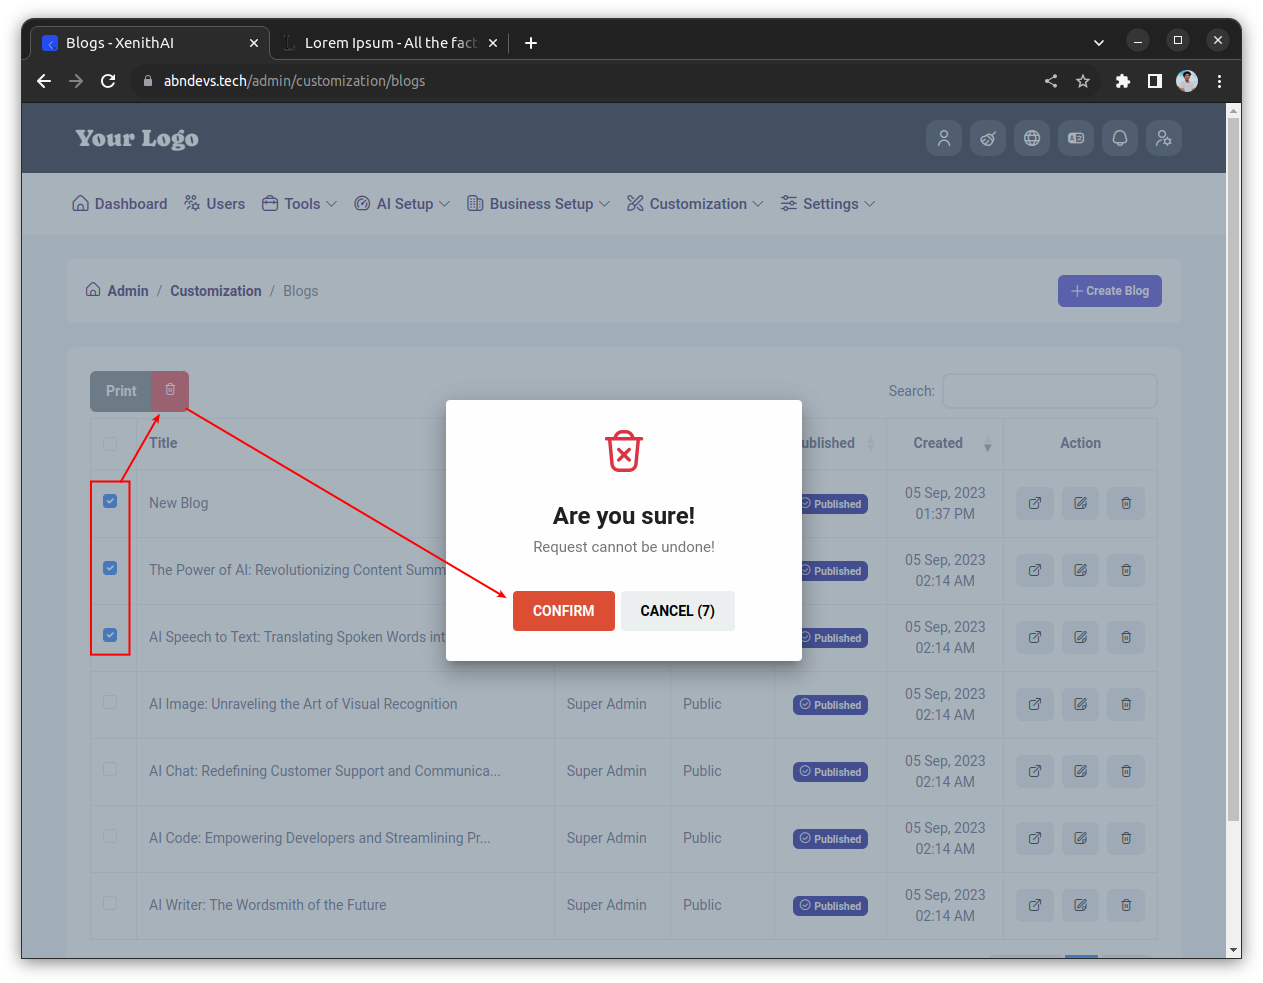 Blogs - XenithAI
Lorem Ipsum - All the fact
abndevs.tech/admin/customization/blogs
Your Logo
Dashboard
Users
Tools
AI Setup
Business Setup
Customization
Settings
Admin / Customization / Blogs
Create Blog
Print
Search:
Title
ublished
Created
Action
New Blog
Published
05 Sep, 2023
01:37 PM
The Power of AI: Revolutionizing Content Summ
Published
05 Sep, 2023
02:14 AM
AI Speech to Text: Translating Spoken Words int
Published
05 Sep, 2023
02:14 AM
AI Image: Unraveling the Art of Visual Recognition
Super Admin
Public
Published
05 Sep, 2023
02:14 AM
AI Chat: Redefining Customer Support and Communica...
Super Admin
Public
Published
05 Sep, 2023
02:14 AM
AI Code: Empowering Developers and Streamlining Pr...
Super Admin
Public
Published
05 Sep, 2023
02:14 AM
AI Writer: The Wordsmith of the Future
Super Admin
Public
Published
05 Sep, 2023
02:14 AM
Are you sure!
Request cannot be undone!
CONFIRM
CANCEL (7)